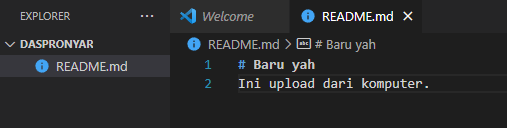 EXPLORER
Welcome
README.md
DASPRONYAR
README.md > # Baru yah
README.md
1 # Baru yah
2 Ini upload dari komputer.